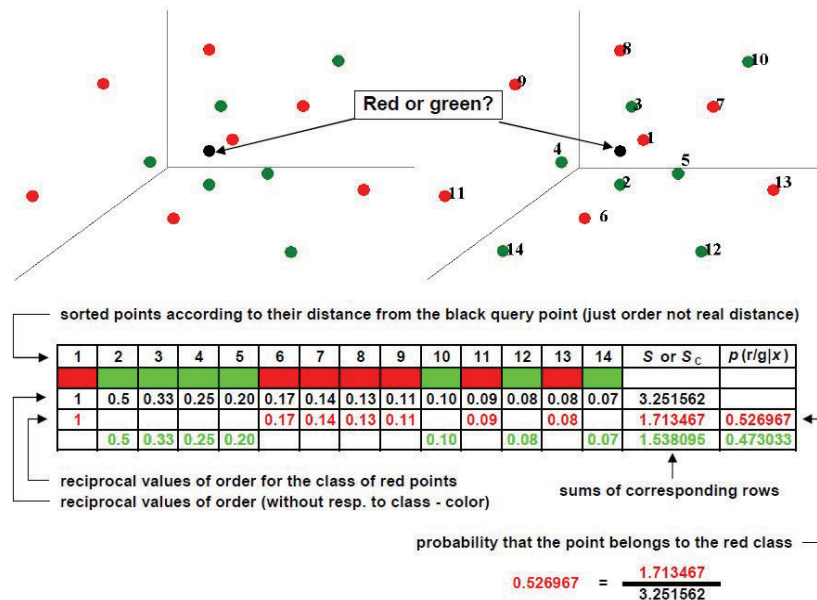 8
10
9
3
7
Red or green?
1
4
5
2
13
11
6
14
12
sorted points according to their distance from the black query point (just order not real distance)
1 2 3 4 5 6 7 8 9 10 11 12 13 14 S or Sc p(r/g|x)
1 0.5 0.33 0.25 0.20 0.17 0.14 0.13 0.11 0.10 0.09 0.08 0.08 0.07 3.251562
1 0.17 0.14 0.13 0.11 0.09 0.08 1.713467 0.526967
0.5 0.33 0.25 0.20 0.10 0.08 0.07 1.538095 0.473033
reciprocal values of order for the class of red points
reciprocal values of order (without resp. to class - color)
sums of corresponding rows
probability that the point belongs to the red class
0.526967 = 1.713467
3.251562